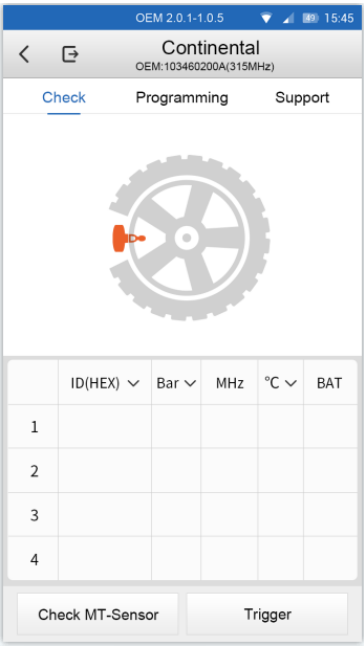 OEM 2.0.1-1.0.5 49 15:45
Continental
OEM:103460200A(315MHz)
Check Programming Support
ID(HEX) Bar MHz ℃ BAT
1
2
3
4
Check MT-Sensor Trigger